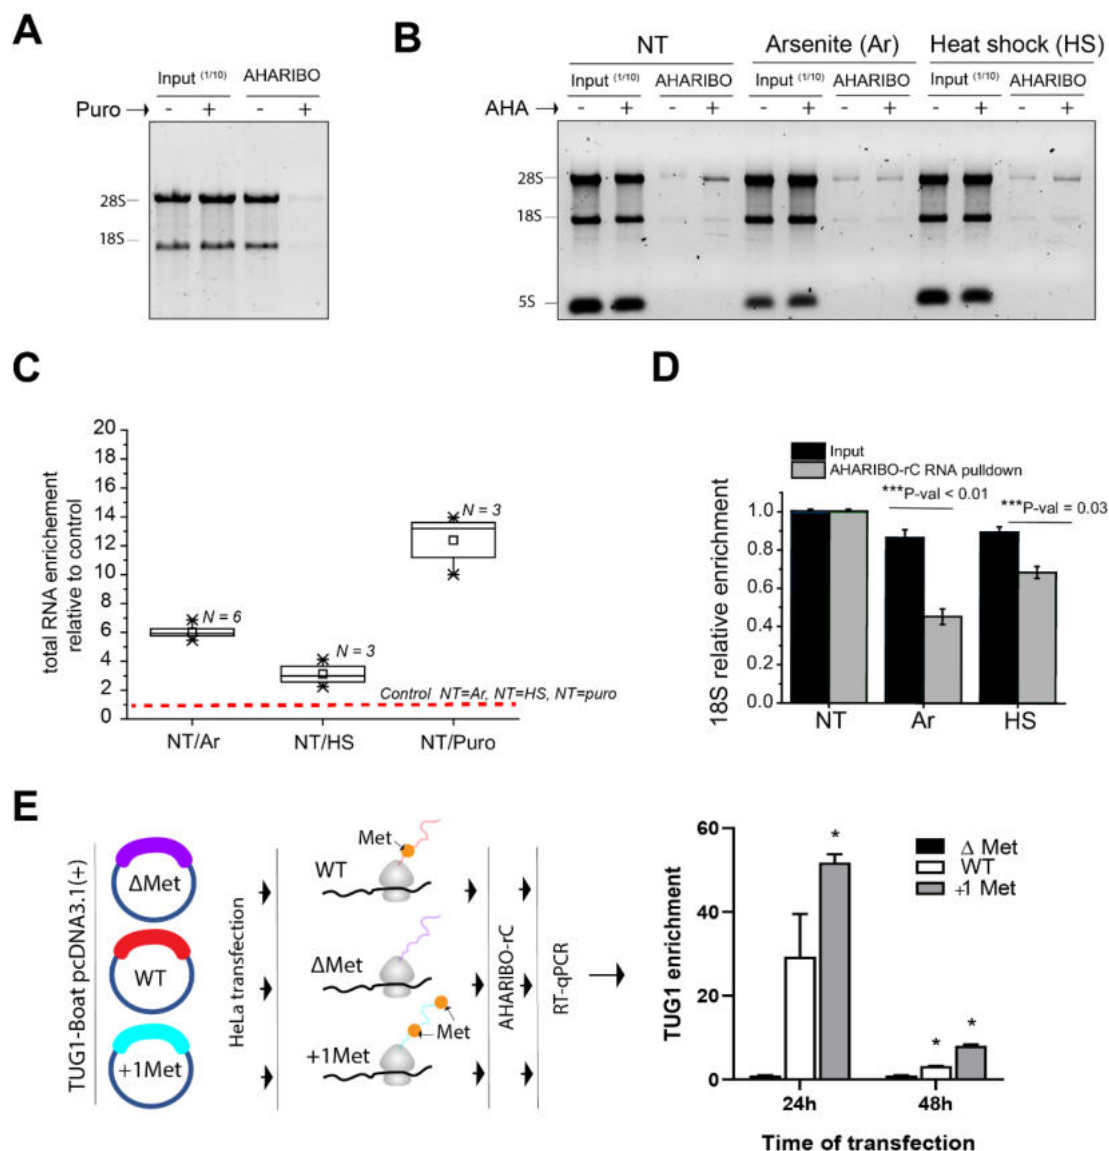 A
Input (1/10) AHARIBO
Puro - + - +
28S
18S
B
NT Arsenite (Ar) Heat shock (HS)
Input (1/10) AHARIBO Input (1/10) AHARIBO Input (1/10) AHARIBO
AHA - + - + - + - + - + - +
28S
18S
5S
C
total RNA enrichement
relative to control
20
18
16
14
12
10
8
6
4
2
0
N = 6
N = 3
N = 3
Control NT=Ar, NT=HS, NT=puro
NT/Ar NT/HS NT/Puro
D
Input
AHARIBO-rC RNA pulldown
***P-val < 0.01
***P-val = 0.03
18S relative enrichment
1.0
0.8
0.6
0.4
0.2
0.0
NT Ar HS
E
TUG1-Boat pcDNA3.1(+)
ΔMet
WT
+1Met
HeLa transfection
Met
WT
ΔMet
Met
+1Met
AHARIBO-rC
RT-qPCR
TUG1 enrichment
60
40
20
0
*
* *
Δ Met
WT
+1 Met
24h 48h
Time of transfection